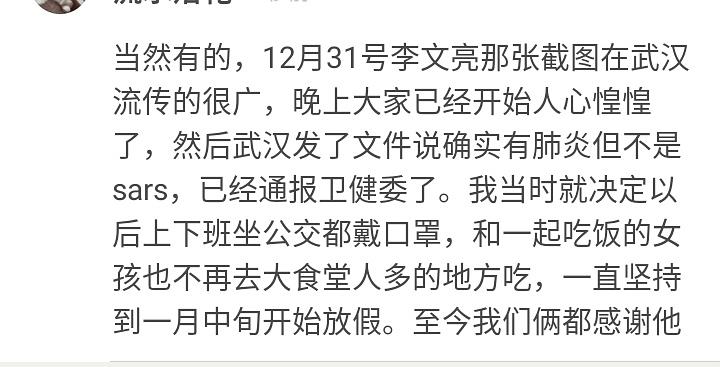 当然有的，12月31号李文亮那张截图在武汉
流传的很广，晚上大家已经开始人心惶惶
了，然后武汉发了文件说确实有肺炎但不是
sars，已经通报卫健委了。我当时就决定以
后上下班坐公交都戴口罩，和一起吃饭的女
孩也不再去大食堂人多的地方吃，一直坚持
到一月中旬开始放假。至今我们俩都感谢他